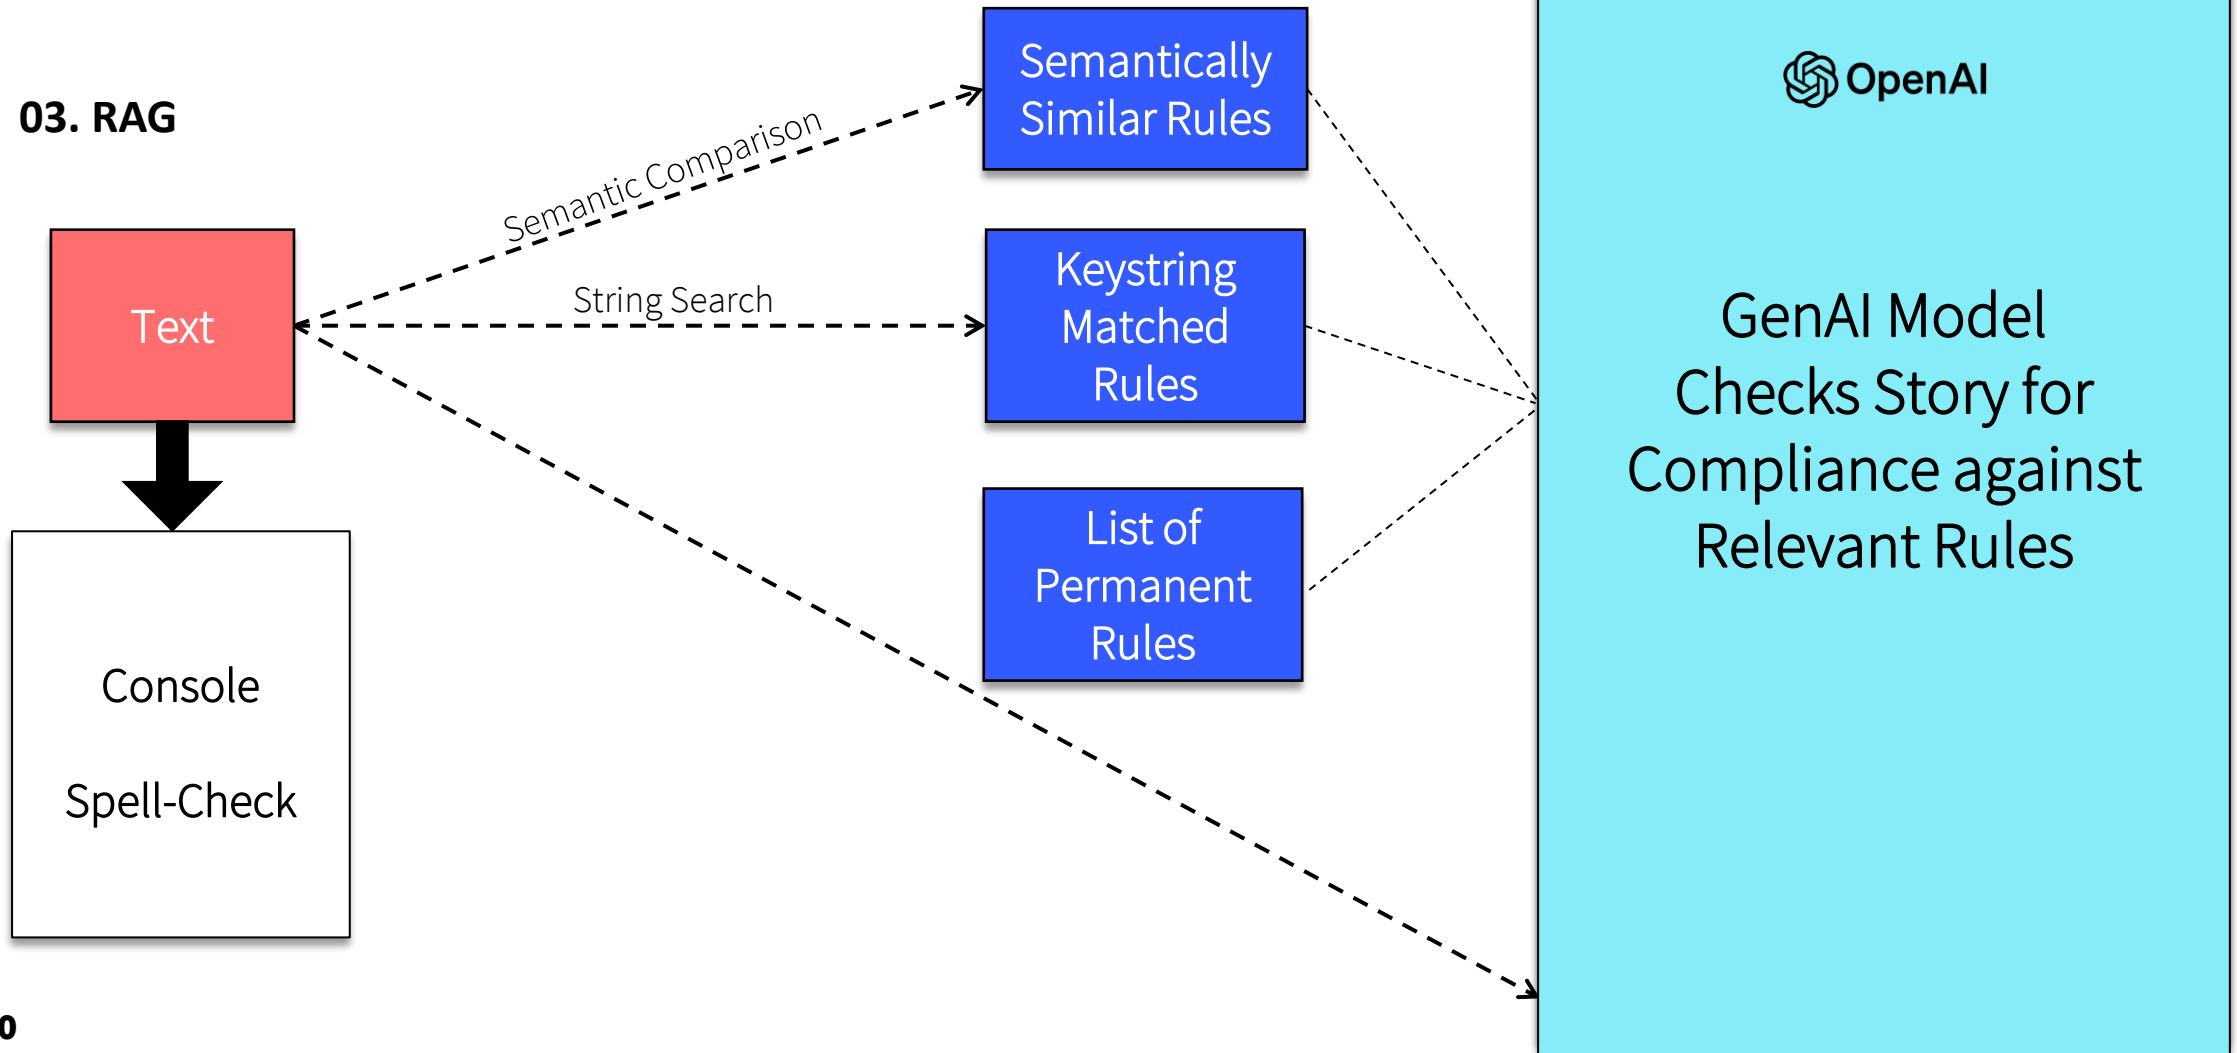 03. RAG
Semantic Comparison
String Search
Text
Console
Spell-Check
Semantically
Similar Rules
Keystring
Matched
Rules
List of
Permanent
Rules
OpenAI
GenAI Model
Checks Story for
Compliance against
Relevant Rules
0